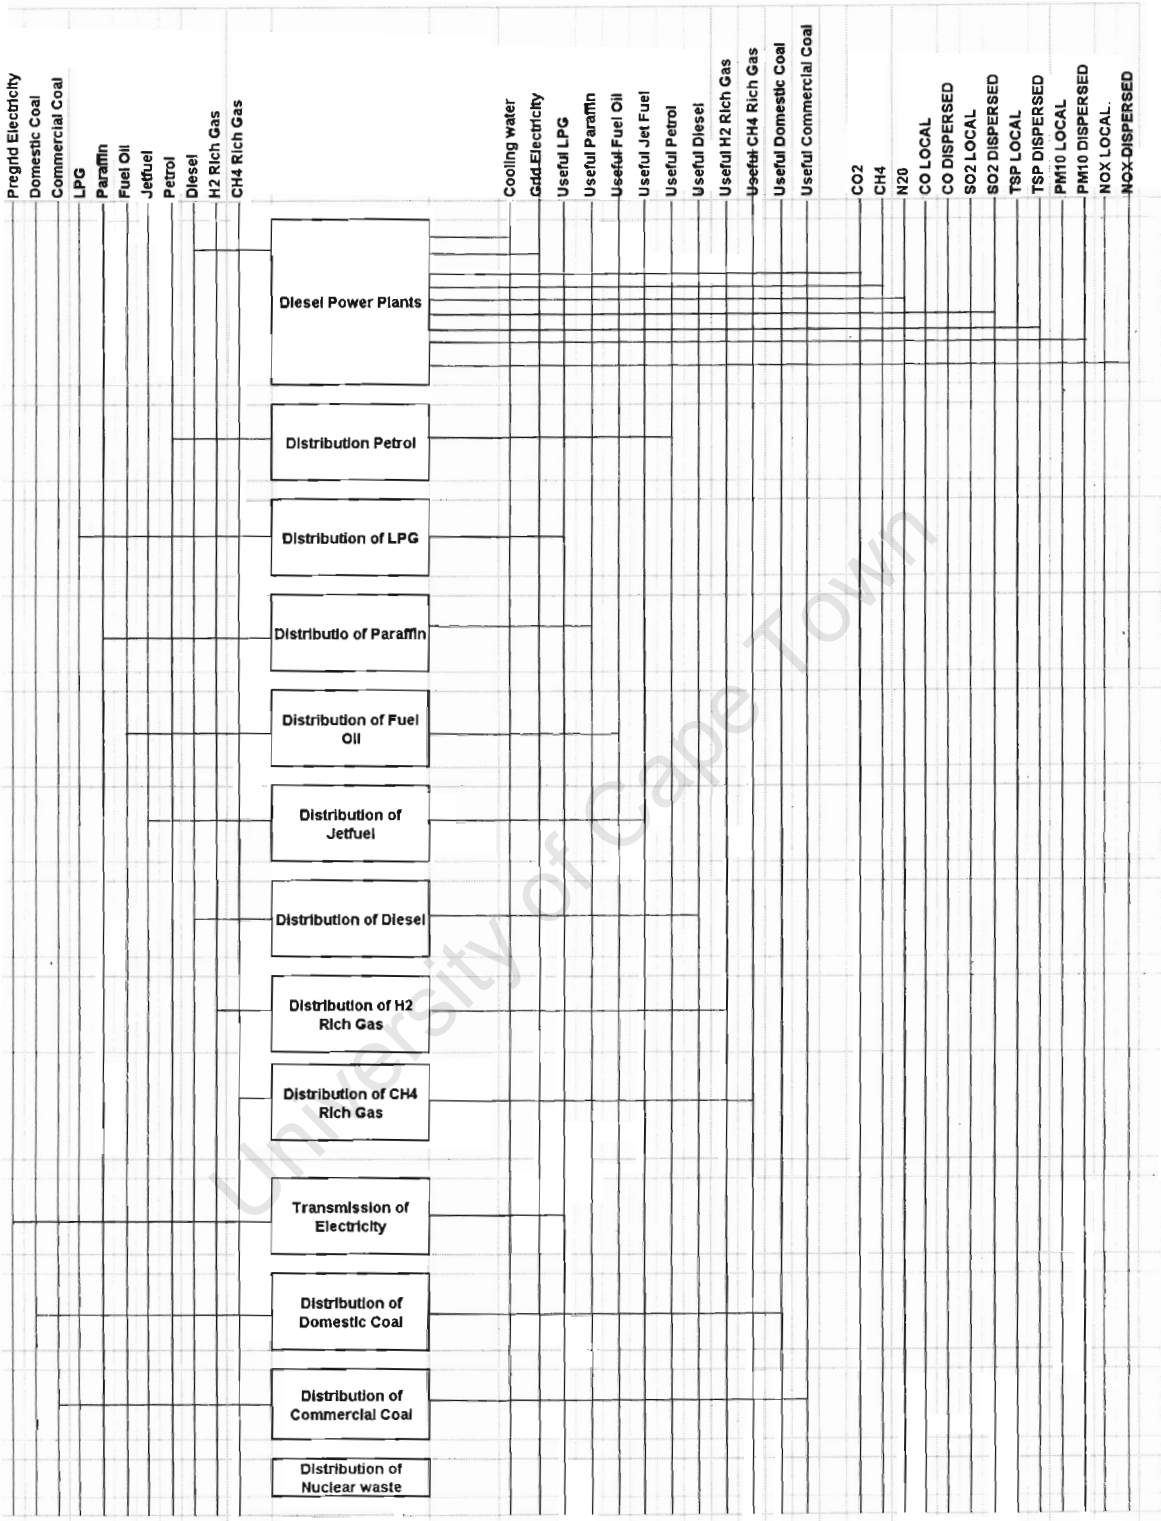 Pregrid Electricity
Domestic Coal
Commercial Coal
LPG
Paraffin
Fuel Oil
Jetfuel
Petrol
Diesel
H2 Rich Gas
CH4 Rich Gas
Cooling water
Grid Electricity
Useful LPG
Useful Paraffin
Useful Fuel Oil
Useful Jet Fuel
Useful Petrol
Useful Diesel
Useful H2 Rich Gas
Useful CH4 Rich Gas
Useful Domestic Coal
Useful Commercial Coal
CO2
CH4
N20
CO LOCAL
CO DISPERSED
SO2 LOCAL
SO2 DISPERSED
TSP LOCAL
TSP DISPERSED
PM10 LOCAL
PM10 DISPERSED
NOX LOCAL.
NOX DISPERSED
Diesel Power Plants
Distribution Petrol
Distribution of LPG
Distributio of Paraffin
Distribution of Fuel
Oil
Distribution of
Jetfuel
Distribution of Diesel
Distribution of H2
Rich Gas
Distribution of CH4
Rich Gas
Transmission of
Electricity
Distribution of
Domestic Coal
Distribution of
Commercial Coal
Distribution of
Nuclear waste
University of Cape Town